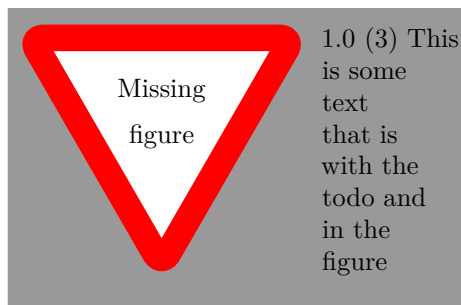 Missing
figure
1.0 (3) This
is some
text
that is
with the
todo and
in the
figure